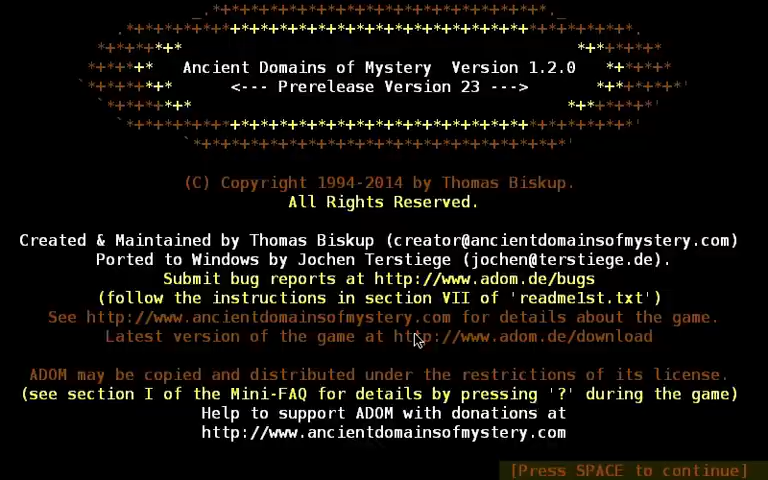 Ancient Domains of Mystery Version 1.2.0
<--- Prerelease Version 23 --->
(C) Copyright 1994-2014 by Thomas Biskup.
All Rights Reserved.
Created & Maintained by Thomas Biskup (creator@ancientdomainsofmystery.com)
Ported to Windows by Jochen Terstiege (jochen@terstiege.de).
Submit bug reports at http://www.adom.de/bugs
(follow the instructions in section VII of 'readme1st.txt')
See http://www.ancientdomainsofmystery.com for details about the game.
Latest version of the game at http://www.adom.de/download
ADOM may be copied and distributed under the restrictions of its license.
(see section I of the Mini-FAQ for details by pressing '?' during the game)
Help to support ADOM with donations at
http://www.ancientdomainsofmystery.com
[Press SPACE to continue]